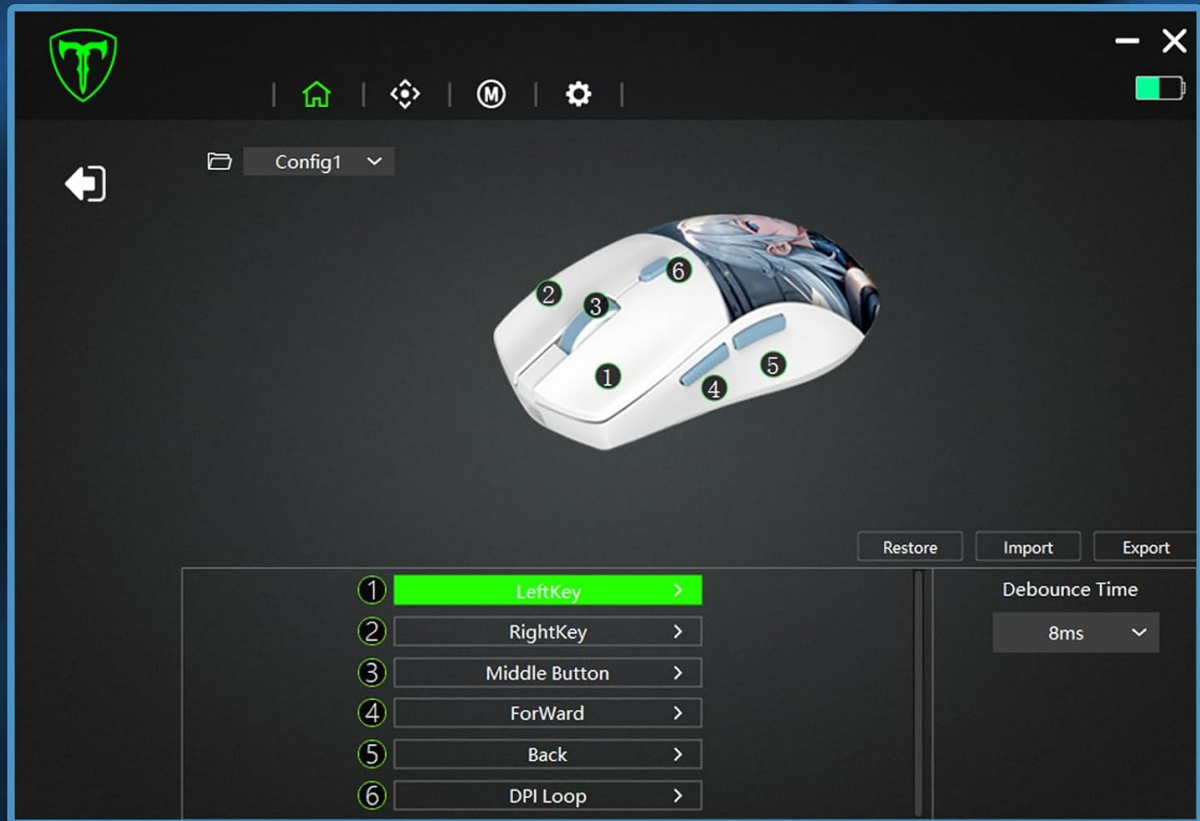 M
Config1
2
6
3
1
5
4
Restore Import Export
1 LeftKey >
2 RightKey >
3 Middle Button >
4 ForWard >
5 Back >
6 DPI Loop >
Debounce Time
8ms